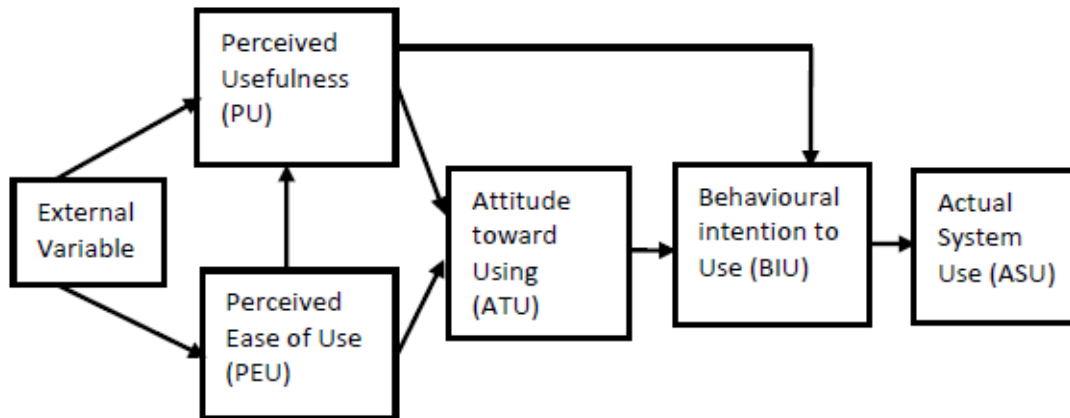 Perceived
Usefulness
(PU)
External
Variable
Perceived
Ease of Use
(PEU)
Attitude
toward
Using
(ATU)
Behavioural
intention to
Use (BIU)
Actual
System
Use (ASU)